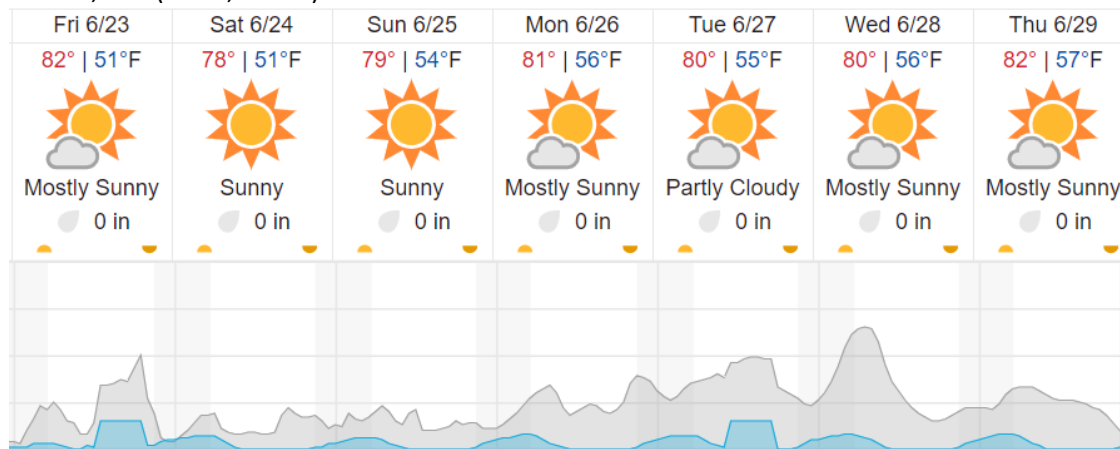 Fri 6/23 Sat 6/24 Sun 6/25 Mon 6/26 Tue 6/27 Wed 6/28 Thu 6/29
82° | 51°F 78° | 51°F 79° | 54°F 81° | 56°F 80° | 55°F 80° | 56°F 82° | 57°F
Mostly Sunny Sunny Sunny Mostly Sunny Partly Cloudy Mostly Sunny Mostly Sunny
0 in 0 in 0 in 0 in 0 in 0 in 0 in